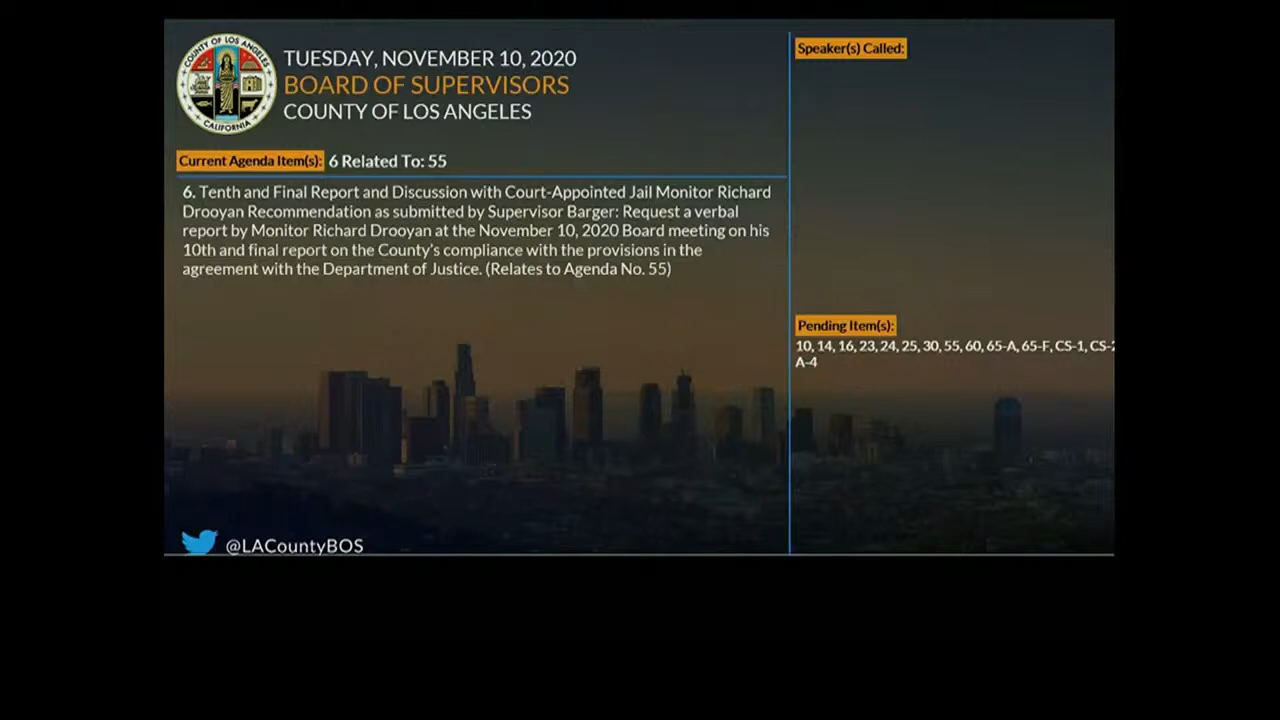 COUNTY OF LOS ANGELES
CALIFORNIA
TUESDAY, NOVEMBER 10, 2020
BOARD OF SUPERVISORS
COUNTY OF LOS ANGELES
Current Agenda Item(s): 6 Related To: 55
6. Tenth and Final Report and Discussion with Court-Appointed Jail Monitor Richard
Drooyan Recommendation as submitted by Supervisor Barger: Request a verbal
report by Monitor Richard Drooyan at the November 10, 2020 Board meeting on his
10th and final report on the County's compliance with the provisions in the
agreement with the Department of Justice. (Relates to Agenda No. 55)
@LACountyBOS
Speaker(s) Called:
Pending Item(s):
10, 14, 16, 23, 24, 25, 30, 55, 60, 65-A, 65-F, CS-1,
A-4